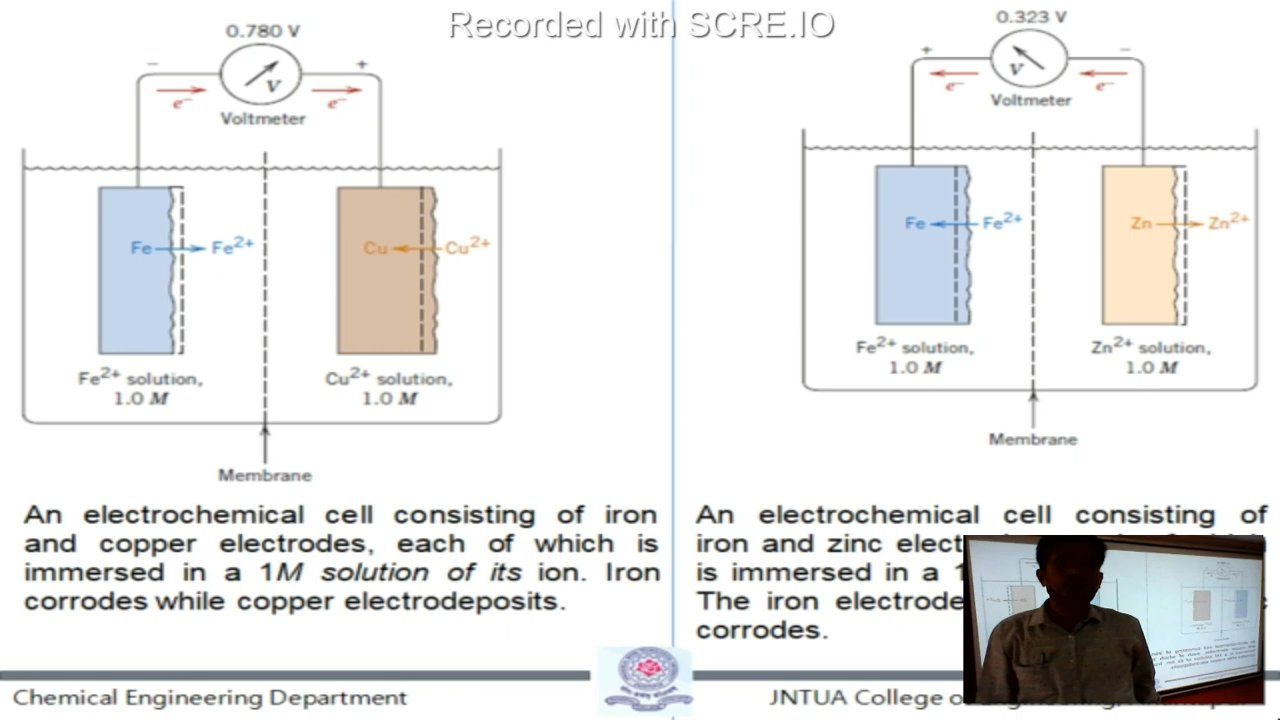 Recorded with SCRE.IO
0.780 V
− +
V
e⁻ e⁻
Voltmeter
Fe Fe²⁺
Cu Cu²⁺
Fe²⁺ solution,
1.0 M
Cu²⁺ solution,
1.0 M
Membrane
An electrochemical cell consisting of iron
and copper electrodes, each of which is
immersed in a 1M solution of its ion. Iron
corrodes while copper electrodeposits.
0.323 V
+ −
V
e⁻ e⁻
Voltmeter
Fe Fe²⁺
Zn Zn²⁺
Fe²⁺ solution,
1.0 M
Zn²⁺ solution,
1.0 M
Membrane
An electrochemical cell consisting of
iron and zinc elect
is immersed in a 1
The iron electrode
corrodes.
Chemical Engineering Department
JNTUA College o